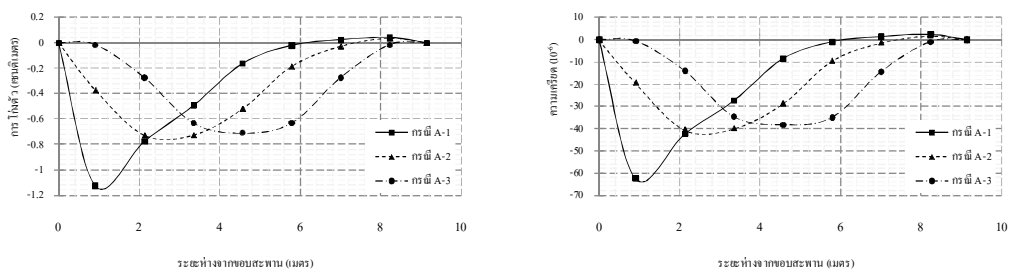 0.2
0
-0.2
-0.4
-0.6
-0.8
-1
-1.2
การโก่งตัว (เซนติเมตร)
กรณี A-1
กรณี A-2
กรณี A-3
0 2 4 6 8 10
ระยะห่างจากขอบสะพาน (เมตร)
10
0
-10
-20
-30
-40
-50
-60
-70
ความเครียด (10⁻⁶)
กรณี A-1
กรณี A-2
กรณี A-3
0 2 4 6 8 10
ระยะห่างจากขอบสะพาน (เมตร)